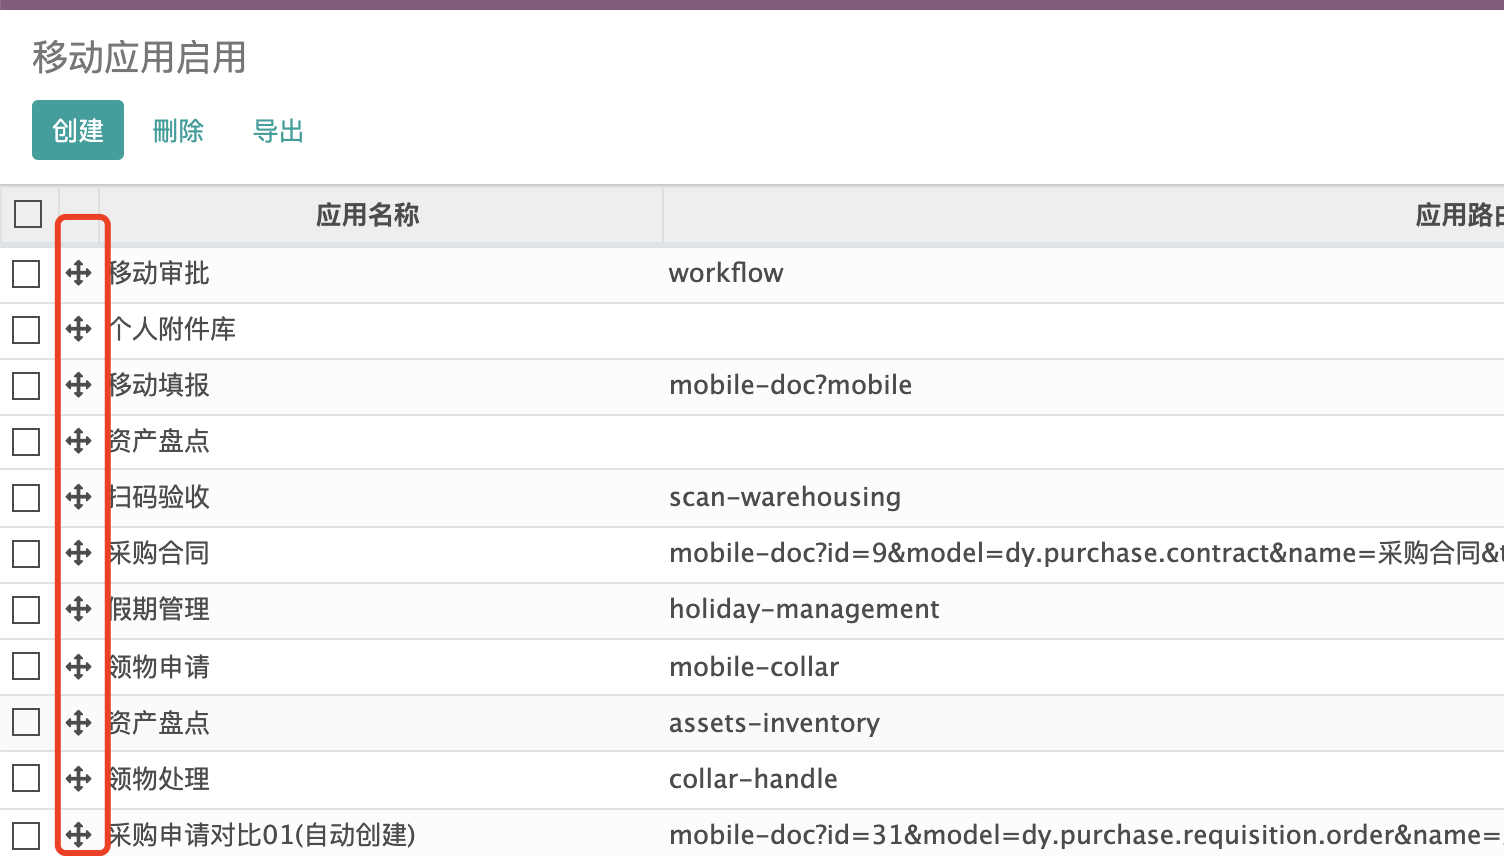 移动应用启用
创建 刪除 导出
应用名称 应用路由
移动审批 workflow
个人附件库
移动填报 mobile-doc?mobile
资产盘点
扫码验收 scan-warehousing
采购合同 mobile-doc?id=9&model=dy.purchase.contract&name=采购合同&t
假期管理 holiday-management
领物申请 mobile-collar
资产盘点 assets-inventory
领物处理 collar-handle
采购申请对比01(自动创建) mobile-doc?id=31&model=dy.purchase.requisition.order&name=